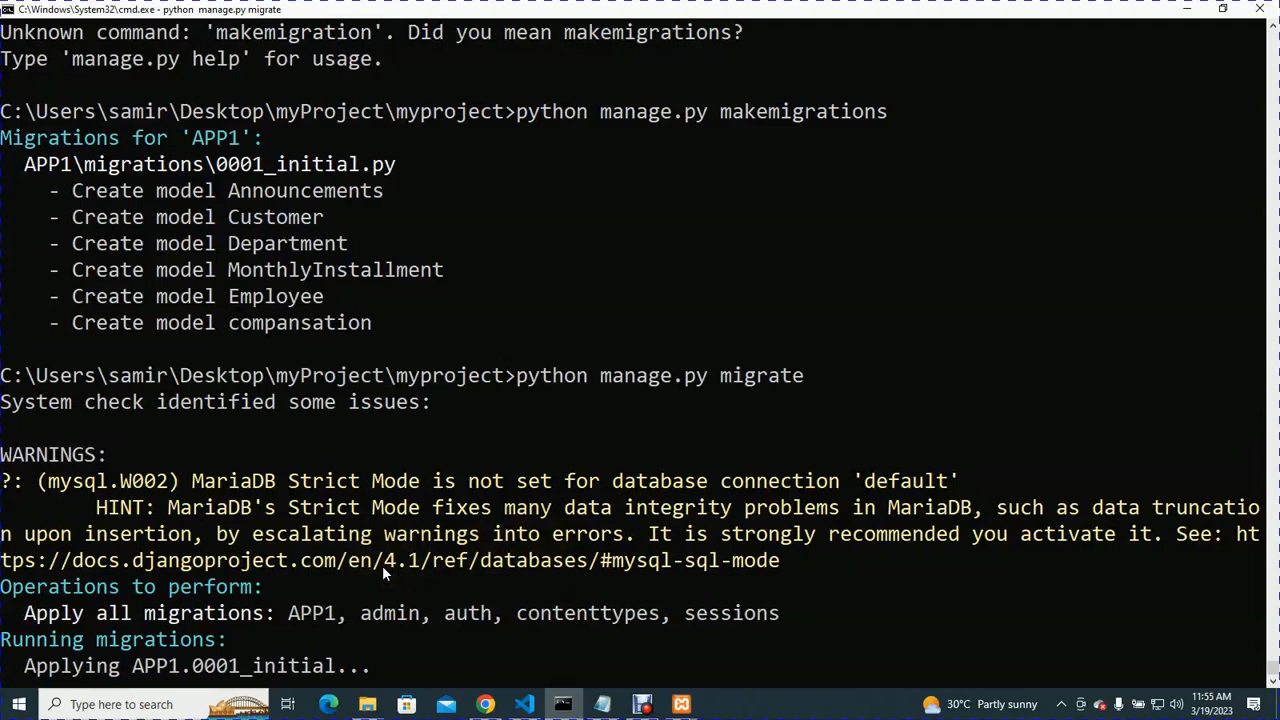 C:\Windows\System32\cmd.exe - python manage.py migrate
Unknown command: 'makemigration'. Did you mean makemigrations?
Type 'manage.py help' for usage.
C:\Users\samir\Desktop\myProject\myproject>python manage.py makemigrations
Migrations for 'APP1':
APP1\migrations\0001_initial.py
- Create model Announcements
- Create model Customer
- Create model Department
- Create model MonthlyInstallment
- Create model Employee
- Create model compansation
C:\Users\samir\Desktop\myProject\myproject>python manage.py migrate
System check identified some issues:
WARNINGS:
?: (mysql.W002) MariaDB Strict Mode is not set for database connection 'default'
HINT: MariaDB's Strict Mode fixes many data integrity problems in MariaDB, such as data truncatio
n upon insertion, by escalating warnings into errors. It is strongly recommended you activate it. See: ht
tps://docs.djangoproject.com/en/4.1/ref/databases/#mysql-sql-mode
Operations to perform:
Apply all migrations: APP1, admin, auth, contenttypes, sessions
Running migrations:
Applying APP1.0001_initial...
Type here to search
30°C Partly sunny
11:55 AM
3/19/2023